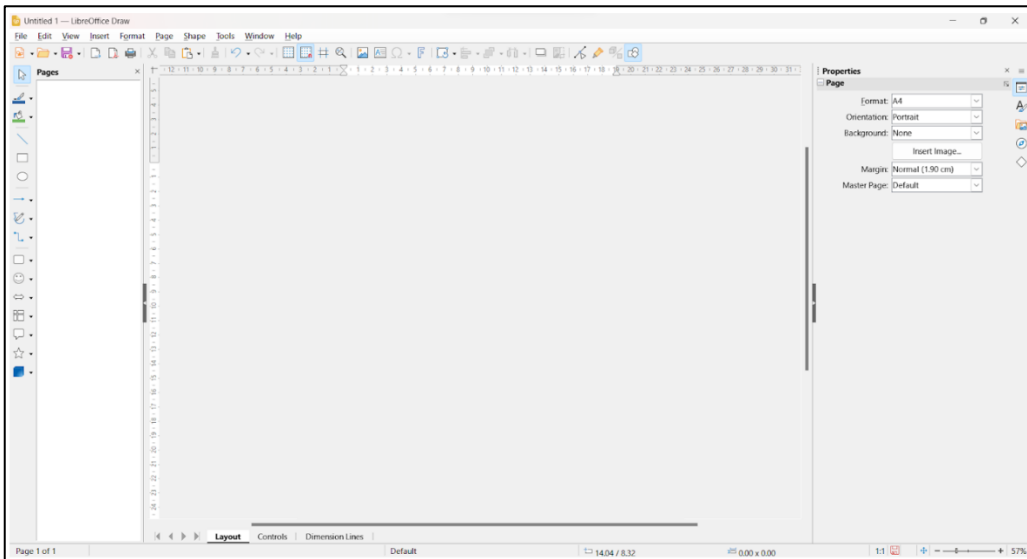 Untitled 1 — LibreOffice Draw
File Edit View Insert Format Page Shape Tools Window Help
Pages
Properties
Page
Format: A4
Orientation: Portrait
Background: None
Insert Image...
Margin: Normal (1.90 cm)
Master Page: Default
Layout Controls Dimension Lines
Page 1 of 1 Default 14.04 / 8.32 0.00 x 0.00 1:1 57%